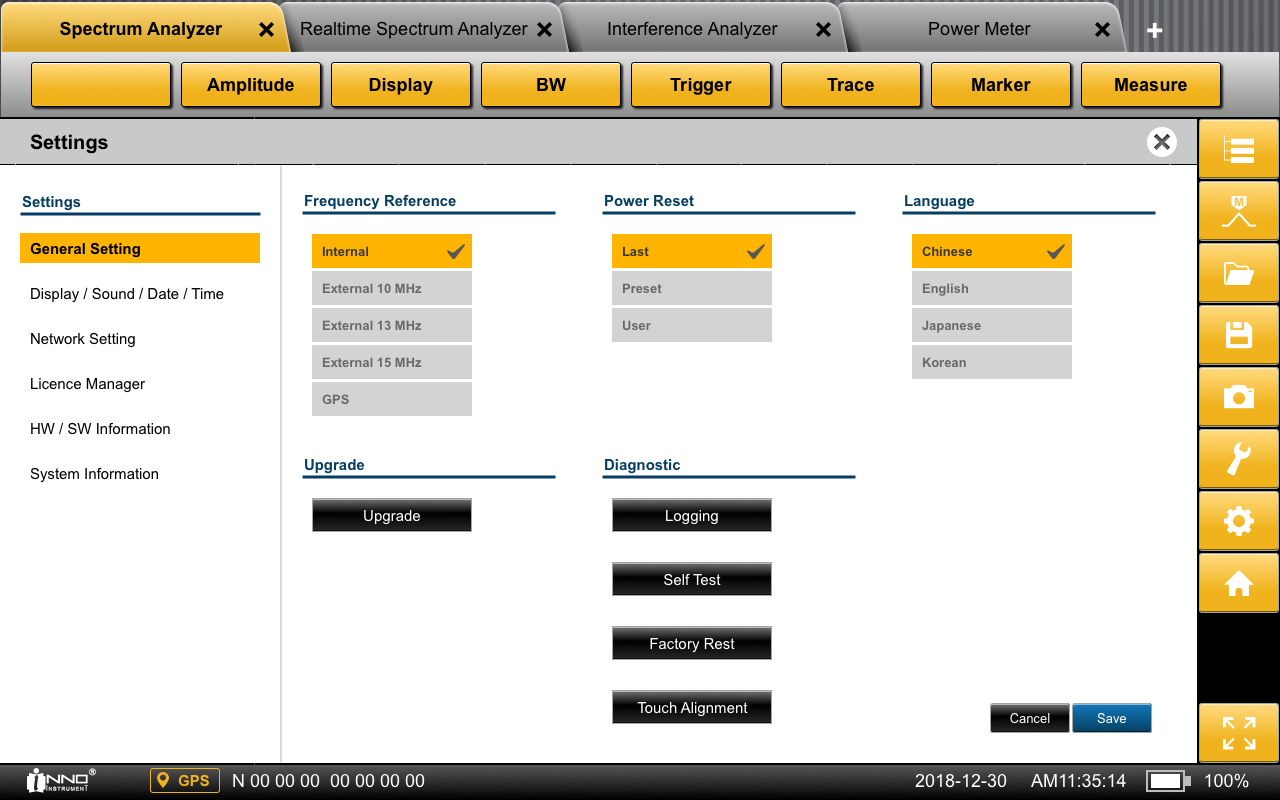 Spectrum Analyzer
Realtime Spectrum Analyzer
Interference Analyzer
Power Meter
Amplitude
Display
BW
Trigger
Trace
Marker
Measure
Settings
M
Settings
General Setting
Display / Sound / Date / Time
Network Setting
Licence Manager
HW / SW Information
System Information
Frequency Reference
Internal
External 10 MHz
External 13 MHz
External 15 MHz
GPS
Power Reset
Last
Preset
User
Language
Chinese
English
Japanese
Korean
Upgrade
Upgrade
Diagnostic
Logging
Self Test
Factory Rest
Touch Alignment
Cancel
Save
INNO®
INSTRUMENT
GPS
N 00 00 00 00 00 00 00
2018-12-30
AM11:35:14
100%